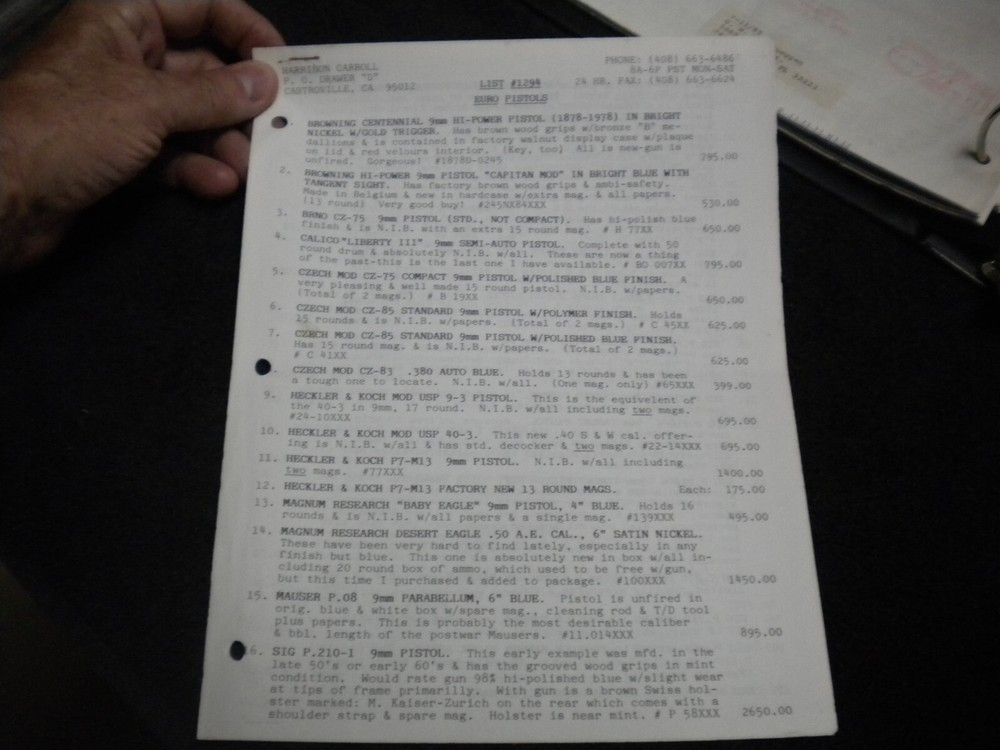 HARRISON CARROLL
P. O. DRAWER "D"
CASTROVILLE, CA 95012
PHONE: (408) 663-6486
8A-6P PST MON-SAT
24 HR. FAX: (408) 663-6624
LIST #1294
EURO PISTOLS
1. BROWNING CENTENNIAL 9mm HI-POWER PISTOL (1878-1978) IN BRIGHT
NICKEL W/GOLD TRIGGER. Has brown wood grips w/bronze "B" me-
dallions & is contained in factory walnut display case w/plaque
on lid & red velours interior. (Key, too) All is new-gun is
unfired. Gorgeous! #1878D-0245 795.00
2. BROWNING HI-POWER 9mm PISTOL "CAPITAN MOD" IN BRIGHT BLUE WITH
TANGENT SIGHT. Has factory brown wood grips & ambi-safety.
Made in Belgium & new in hardcase w/extra mag. & all papers.
(13 round) Very good buy! #245NX84XXX 530.00
3. BRNO CZ-75 9mm PISTOL (STD., NOT COMPACT). Has hi-polish blue
finish & is N.I.B. with an extra 15 round mag. # H 77XX 650.00
4. CALICO "LIBERTY III" 9mm SEMI-AUTO PISTOL. Complete with 50
round drum & absolutely N.I.B. w/all. These are now a thing
of the past-this is the last one I have available. # BO 007XX 795.00
5. CZECH MOD CZ-75 COMPACT 9mm PISTOL W/POLISHED BLUE FINISH. A
very pleasing & well made 15 round pistol. N.I.B. w/papers.
(Total of 2 mags.) # B 19XX 650.00
6. CZECH MOD CZ-85 STANDARD 9mm PISTOL W/POLYMER FINISH. Holds
15 rounds & is N.I.B. w/papers. (Total of 2 mags.) # C 45XX 625.00
7. CZECH MOD CZ-85 STANDARD 9mm PISTOL W/POLISHED BLUE FINISH.
Has 15 round mag. & is N.I.B. w/papers. (Total of 2 mags.)
# C 41XX 625.00
CZECH MOD CZ-83 .380 AUTO BLUE. Holds 13 rounds & has been
a tough one to locate. N.I.B. w/all. (One mag. only) #65XXX 399.00
9. HECKLER & KOCH MOD USP 9-3 PISTOL. This is the equivelent of
the 40-3 in 9mm, 17 round. N.I.B. w/all including two mags.
#24-10XXX 695.00
10. HECKLER & KOCH MOD USP 40-3. This new .40 S & W cal. offer-
ing is N.I.B. w/all & has std. decocker & two mags. #22-14XXX 695.00
11. HECKLER & KOCH P7-M13 9mm PISTOL. N.I.B. w/all including
two mags. #77XXX 1400.00
12. HECKLER & KOCH P7-M13 FACTORY NEW 13 ROUND MAGS. Each: 175.00
13. MAGNUM RESEARCH "BABY EAGLE" 9mm PISTOL, 4" BLUE. Holds 16
rounds & is N.I.B. w/all papers & a single mag. #139XXX 495.00
14. MAGNUM RESEARCH DESERT EAGLE .50 A.E. CAL., 6" SATIN NICKEL.
These have been very hard to find lately, especially in any
finish but blue. This one is absolutely new in box w/all in-
cluding 20 round box of ammo, which used to be free w/gun,
but this time I purchased & added to package. #100XXX 1450.00
15. MAUSER P.08 9mm PARABELLUM, 6" BLUE. Pistol is unfired in
orig. blue & white box w/spare mag., cleaning rod & T/D tool
plus papers. This is probably the most desirable caliber
& bbl. length of the postwar Mausers. #11.014XXX 895.00
16. SIG P.210-1 9mm PISTOL. This early example was mfd. in the
late 50's or early 60's & has the grooved wood grips in mint
condition. Would rate gun 98% hi-polished blue w/slight wear
at tips of frame primarilly. With gun is a brown Swiss hol-
ster marked: M. Kaiser-Zurich on the rear which comes with a
shoulder strap & spare mag. Holster is near mint. # P 58XXX 2650.00